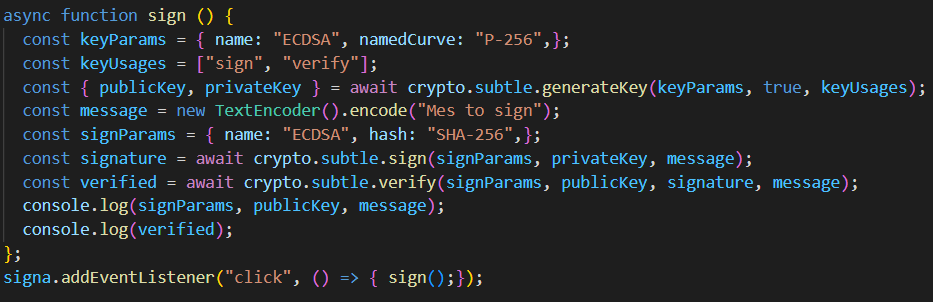 async function sign () {
  const keyParams = { name: "ECDSA", namedCurve: "P-256",};
  const keyUsages = ["sign", "verify"];
  const { publicKey, privateKey } = await crypto.subtle.generateKey(keyParams, true, keyUsages);
  const message = new TextEncoder().encode("Mes to sign");
  const signParams = { name: "ECDSA", hash: "SHA-256",};
  const signature = await crypto.subtle.sign(signParams, privateKey, message);
  const verified = await crypto.subtle.verify(signParams, publicKey, signature, message);
  console.log(signParams, publicKey, message);
  console.log(verified);
};
signa.addEventListener("click", () => { sign();});